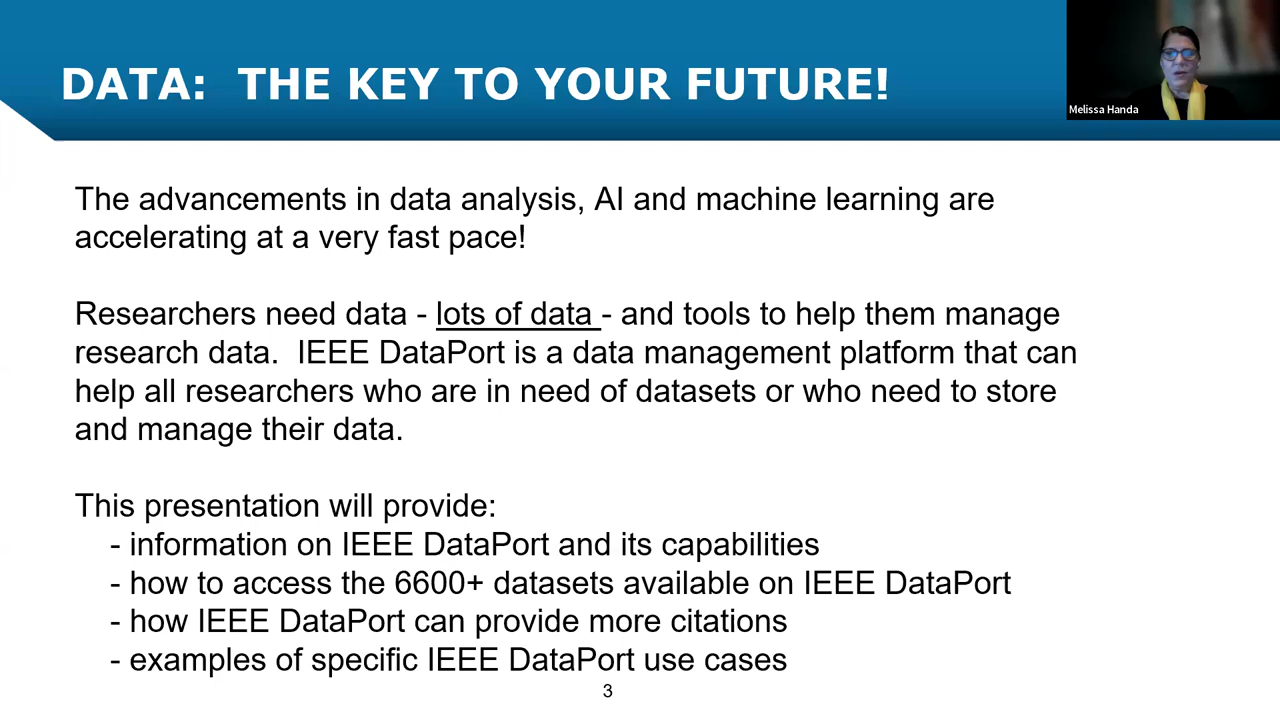 DATA:  THE KEY TO YOUR FUTURE!
Melissa Handa
The advancements in data analysis, AI and machine learning are
accelerating at a very fast pace!
Researchers need data - lots of data - and tools to help them manage
research data.  IEEE DataPort is a data management platform that can
help all researchers who are in need of datasets or who need to store
and manage their data.
This presentation will provide:
- information on IEEE DataPort and its capabilities
- how to access the 6600+ datasets available on IEEE DataPort
- how IEEE DataPort can provide more citations
- examples of specific IEEE DataPort use cases
3